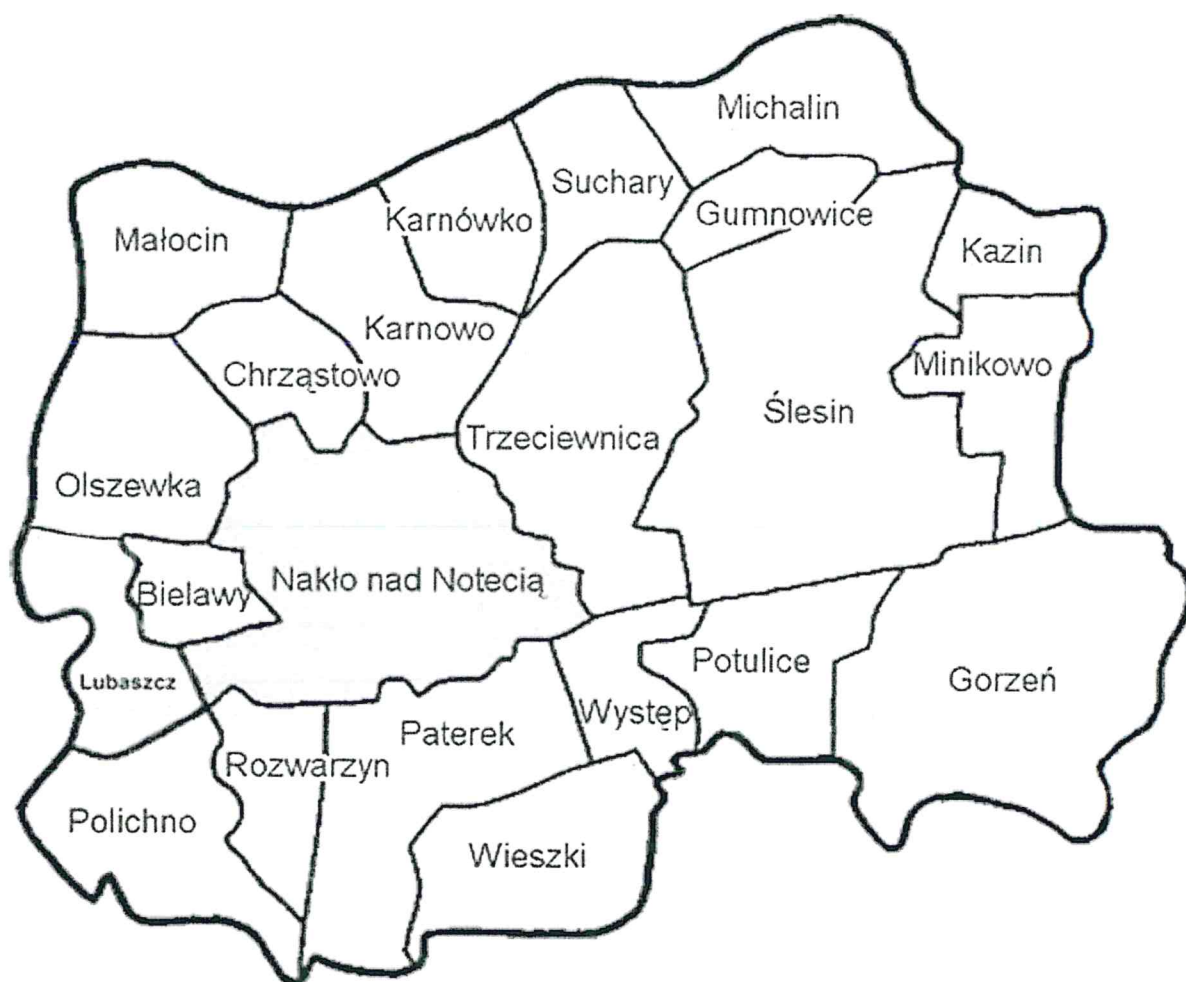 Michalin
Suchary
Karnówko
Gumnowice
Małocin
Kazin
Karnowo
Chrząstowo
Minikowo
Ślesin
Trzeciewnica
Olszewka
Nakło nad Notecią
Bielawy
Potulice
Lubaszcz
Gorzeń
Występ
Paterek
Rozwarzyn
Polichno
Wieszki